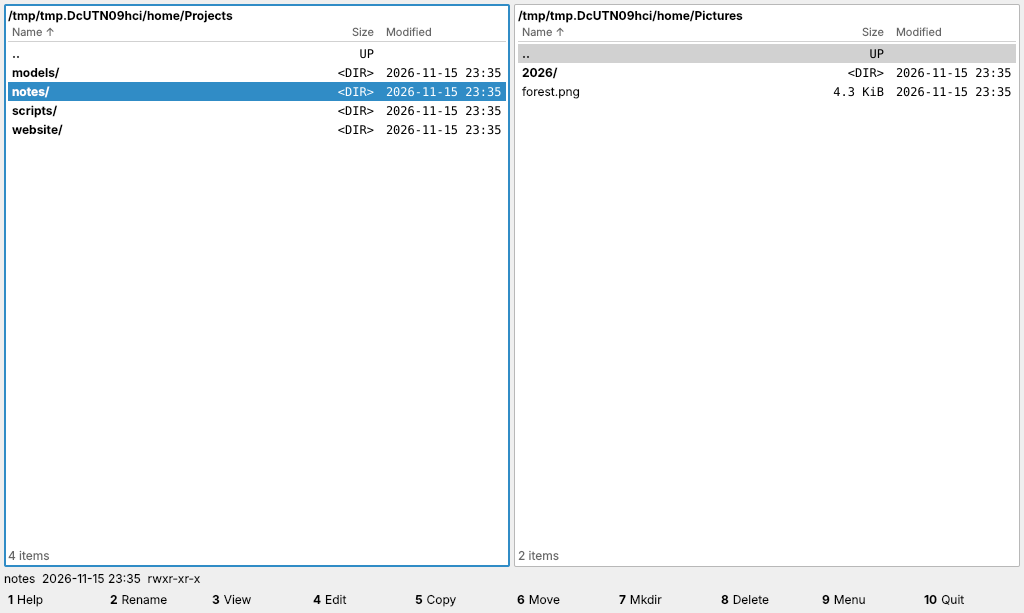 /tmp/tmp.DcUTN09hci/home/Projects
Name ↑ Size Modified
.. UP
models/ <DIR> 2026-11-15 23:35
notes/ <DIR> 2026-11-15 23:35
scripts/ <DIR> 2026-11-15 23:35
website/ <DIR> 2026-11-15 23:35
4 items
/tmp/tmp.DcUTN09hci/home/Pictures
Name ↑ Size Modified
.. UP
2026/ <DIR> 2026-11-15 23:35
forest.png 4.3 KiB 2026-11-15 23:35
2 items
notes 2026-11-15 23:35 rwxr-xr-x
1 Help 2 Rename 3 View 4 Edit 5 Copy 6 Move 7 Mkdir 8 Delete 9 Menu 10 Quit